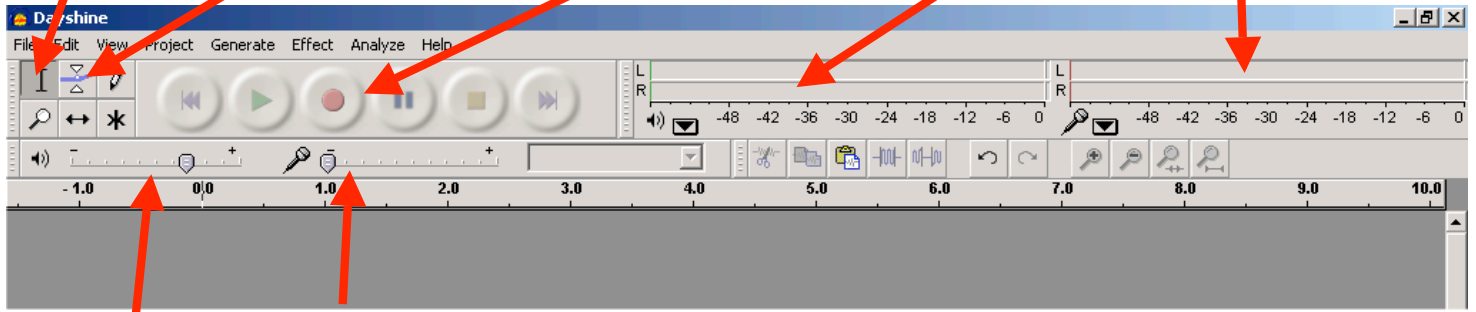 Dayshine
File Edit View Project Generate Effect Analyze Help
L
R
-48 -42 -36 -30 -24 -18 -12 -6 0
L
R
-48 -42 -36 -30 -24 -18 -12 -6 0
- + - +
- 1.0 0.0 1.0 2.0 3.0 4.0 5.0 6.0 7.0 8.0 9.0 10.0